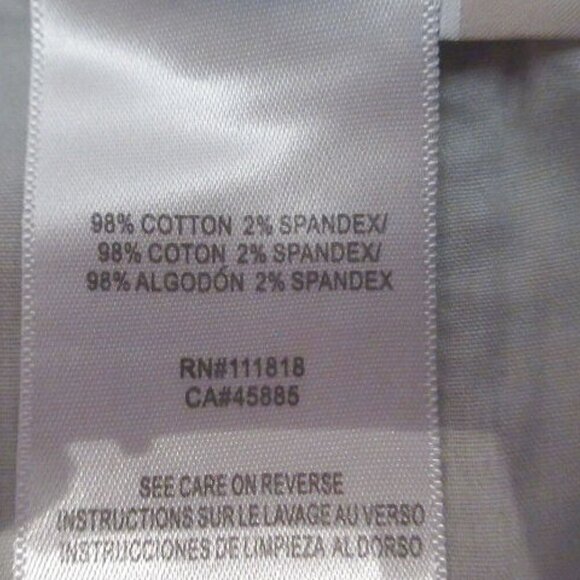 98% COTTON 2% SPANDEX/
98% COTON 2% SPANDEX/
98% ALGODÓN 2% SPANDEX
RN#111818
CA#45885
SEE CARE ON REVERSE
INSTRUCTIONS SUR LE LAVAGE AU VERSO
INSTRUCCIONES DE LIMPIEZA AL DORSO